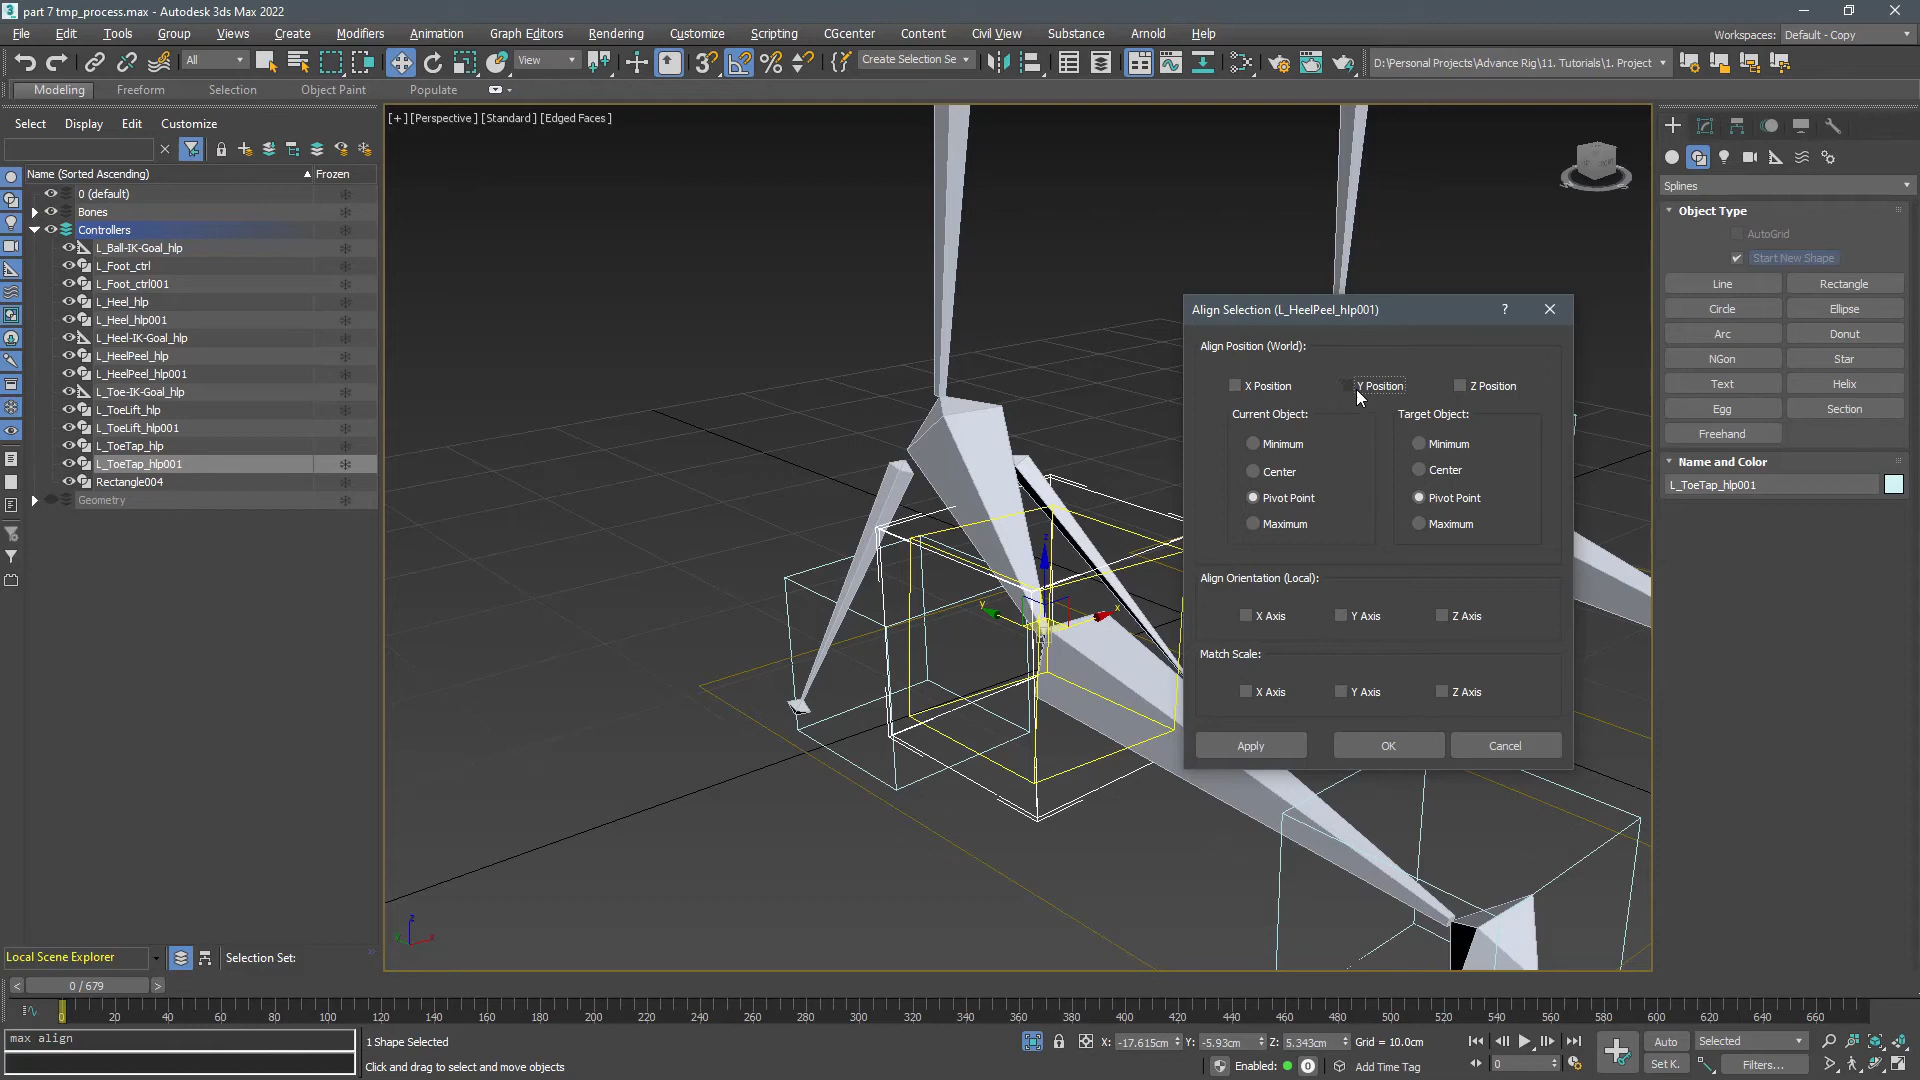 part 7 tmp_process.max - Autodesk 3ds Max 2022
File Edit Tools Group Views Create Modifiers Animation Graph Editors Rendering Customize Scripting CGcenter Content Civil View Substance Arnold Help
Workspaces: Default - Copy
All View Create Selection Se D:\Personal Projects\Advance Rig\11. Tutorials\1. Project
Modeling Freeform Selection Object Paint Populate
Select Display Edit Customize
[+] [Perspective] [Standard] [Edged Faces]
Name (Sorted Ascending) Frozen
0 (default)
Bones
Controllers
L_Ball-IK-Goal_hlp
L_Foot_ctrl
L_Foot_ctrl001
L_Heel_hlp
L_Heel_hlp001
L_Heel-IK-Goal_hlp
L_HeelPeel_hlp
L_HeelPeel_hlp001
L_Toe-IK-Goal_hlp
L_ToeLift_hlp
L_ToeLift_hlp001
L_ToeTap_hlp
L_ToeTap_hlp001
Rectangle004
Geometry
Align Selection (L_HeelPeel_hlp001) ?
Align Position (World):
X Position Y Position Z Position
Current Object: Target Object:
Minimum Minimum
Center Center
Pivot Point Pivot Point
Maximum Maximum
Align Orientation (Local):
X Axis Y Axis Z Axis
Match Scale:
X Axis Y Axis Z Axis
Apply OK Cancel
z
y
x
z
x
Splines
Object Type
AutoGrid
Start New Shape
Line Rectangle
Circle Ellipse
Arc Donut
NGon Star
Text Helix
Egg Section
Freehand
Name and Color
L_ToeTap_hlp001
Local Scene Explorer Selection Set:
< 0 / 679 >
0 20 40 60 80 100 120 140 160 180 200 220 240 260 280 300 320 340 360 380 400 420 440 460 480 500 520 540 560 580 600 620 640 660
max align
1 Shape Selected
X: -17.615cm Y: -5.93cm Z: 5.343cm Grid = 10.0cm
Auto Selected
Click and drag to select and move objects
Enabled: 0 Add Time Tag
0
Set K. Filters...